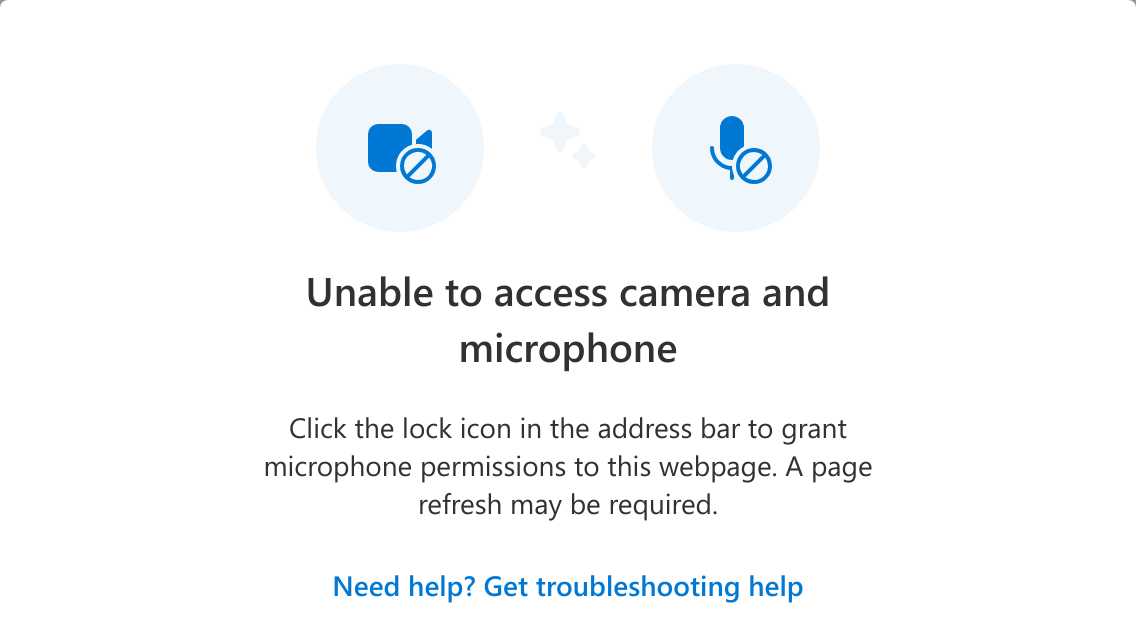 Unable to access camera and
microphone
Click the lock icon in the address bar to grant
microphone permissions to this webpage. A page
refresh may be required.
Need help? Get troubleshooting help